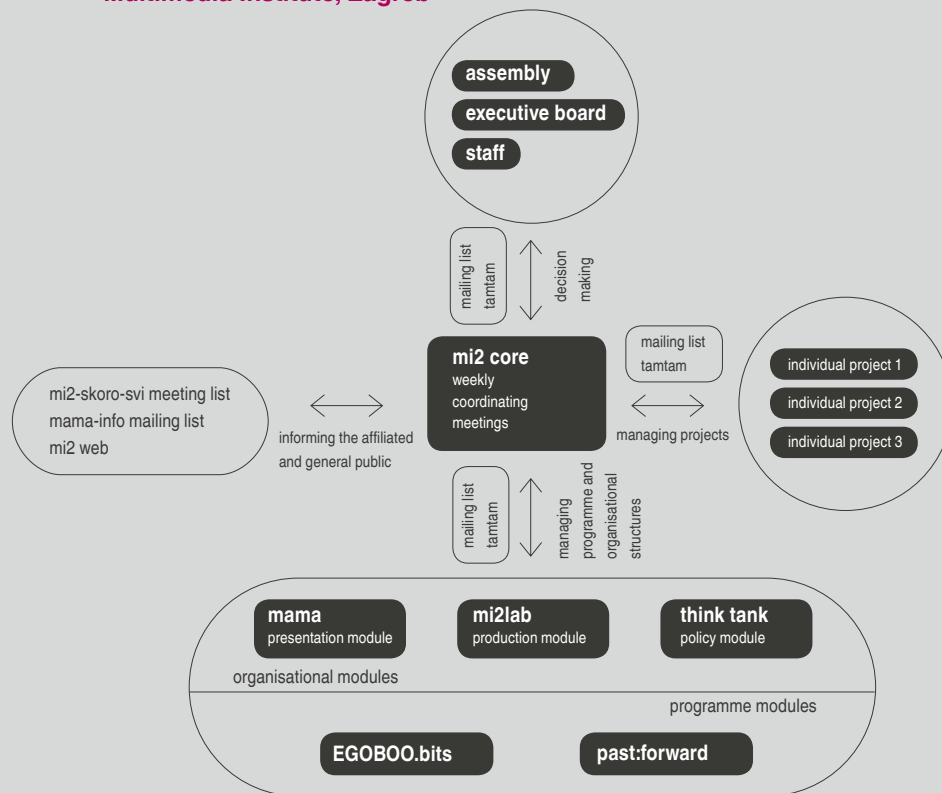 Multimedia Institute, Zagreb
assembly
executive board
staff
mailing list
tamtam
decision
making
mi2 core
weekly
coordinating
meetings
mailing list
tamtam
individual project 1
individual project 2
individual project 3
managing projects
mi2-skoro-svi meeting list
mama-info mailing list
mi2 web
informing the affiliated
and general public
mailing list
tamtam
managing
programme and
organisational
structures
mama
presentation module
mi2lab
production module
think tank
policy module
organisational modules
programme modules
EGOBOO.bits
past:forward